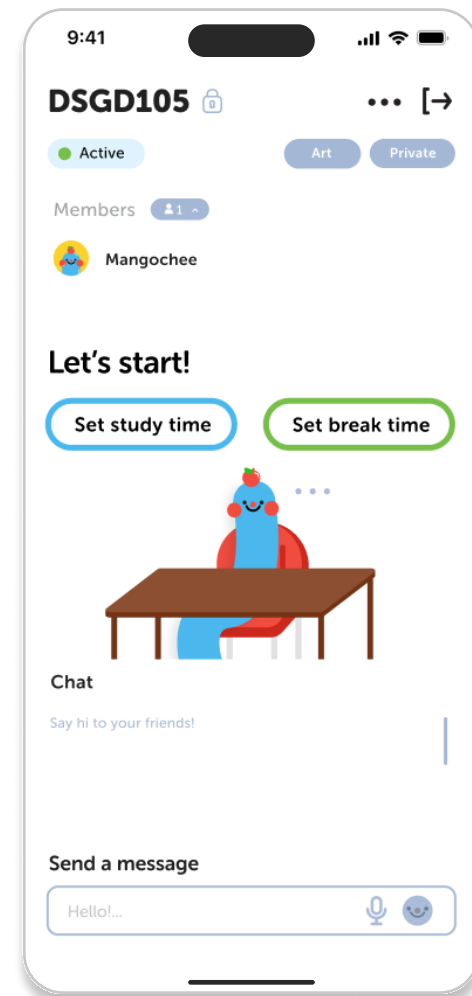 9:41
DSGD105
Active Art Private
Members 1
Mangochee
Let's start!
Set study time Set break time
Chat
Say hi to your friends!
Send a message
Hello!...